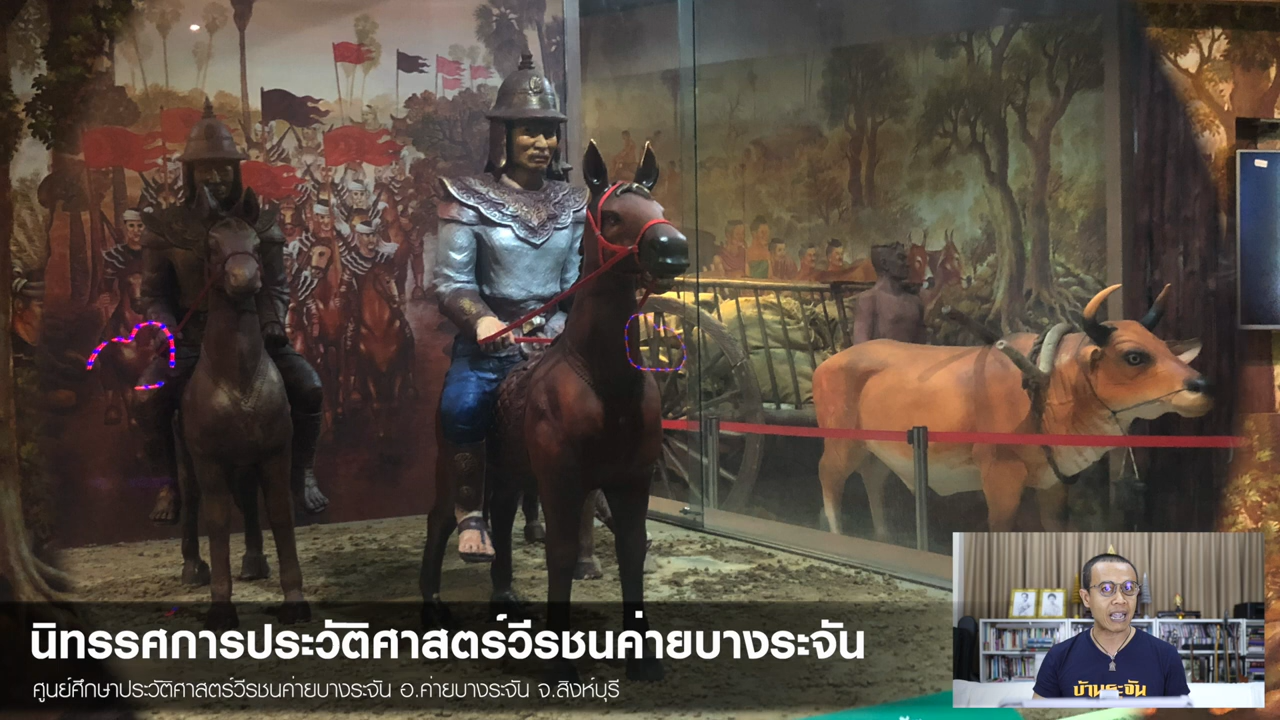 นิทรรศการประวัติศาสตร์วีรชนค่ายบางระจัน
ศูนย์ศึกษาประวัติศาสตร์วีรชนค่ายบางระจัน อ.ค่ายบางระจัน จ.สิงห์บุรี
บ้านระจัน